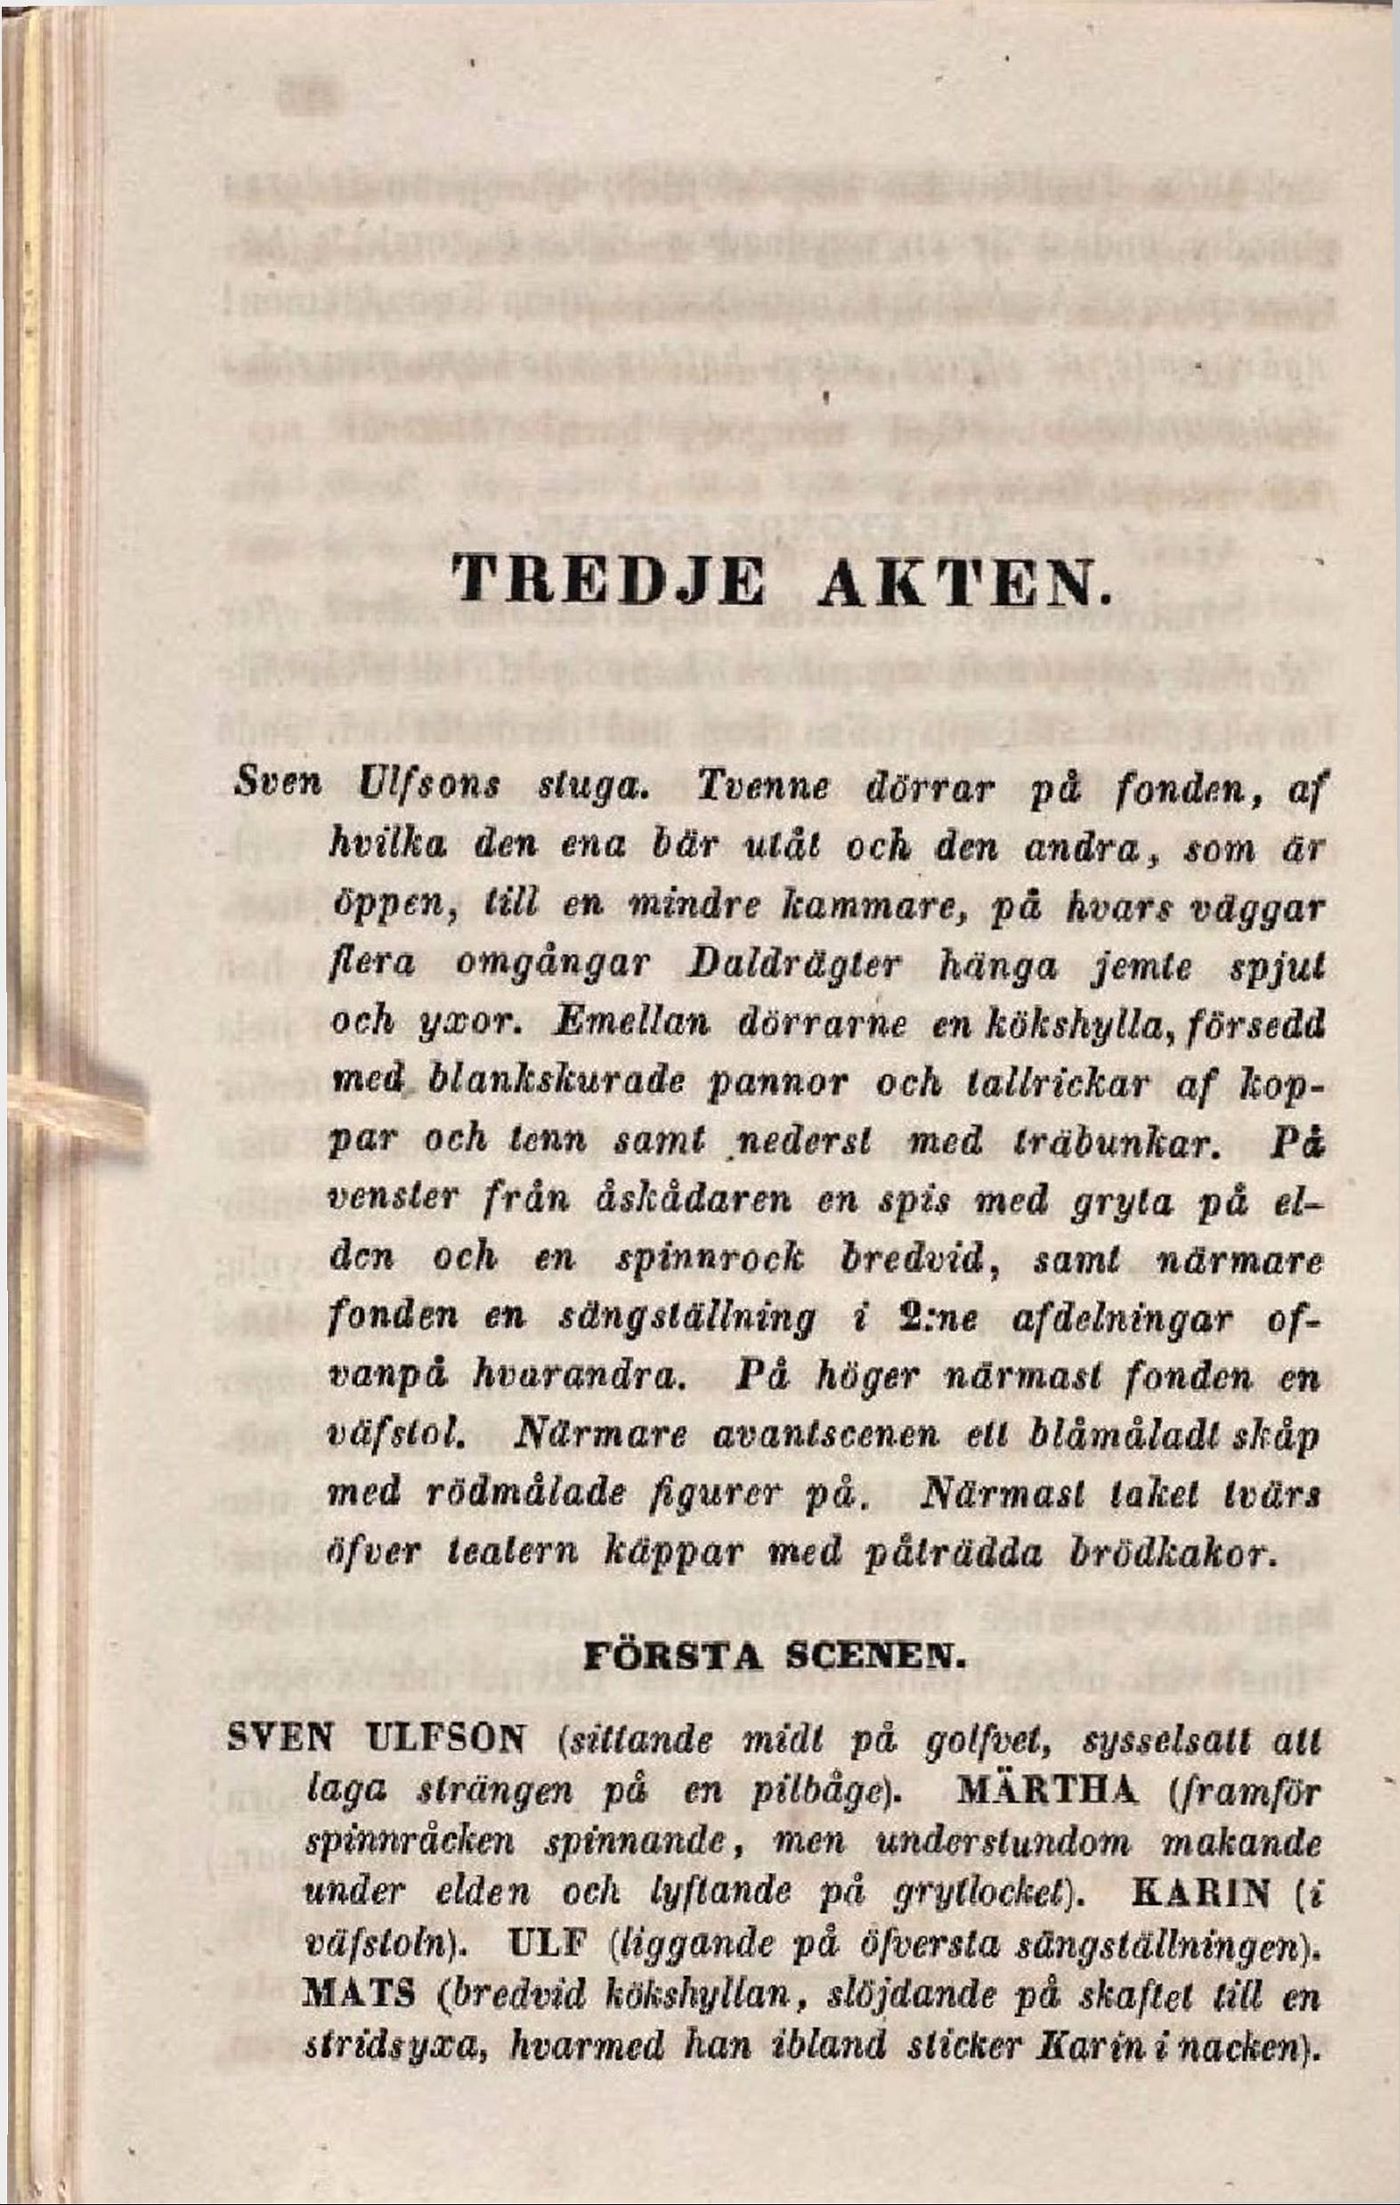 TREDJE AKTEN.
Sven Ulfsons stuga. Tvenne dörrar på fonden, af
hvilka den ena bär utåt och den andra, som är
öppen, till en mindre kammare, på hvars väggar
flera omgångar Daldrägter hänga jemte spjut
och yxor. Emellan dörrarne en kökshylla, försedd
med blankskurade pannor och tallrickar af kop-
par och tenn samt nederst med träbunkar. På
venster från åskådaren en spis med gryta på el-
den och en spinnrock bredvid, samt närmare
fonden en sängställning i 2:ne afdelningar of-
vanpå hvarandra. På höger närmast fonden en
väfstol. Närmare avantscenen ett blåmåladt skåp
med rödmålade figurer på. Närmast taket tvärs
öfver teatern käppar med påträdda brödkakor.
FÖRSTA SCENEN.
SVEN ULFSON (sittande midt på golfvet, sysselsatt att
laga strängen på en pilbåge). MÄRTHA (framför
spinnråcken spinnande, men understundom makande
under elden och lyftande på grytlocket). KARIN (i
väfstoln). ULF (liggande på öfversta sängställningen).
MATS (bredvid kökshyllan, slöjdande på skaftet till en
stridsyxa, hvarmed han ibland sticker Karin i nacken).